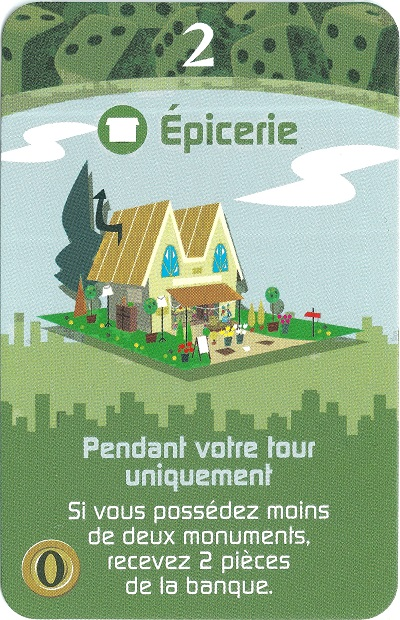 2
Épicerie
Pendant votre tour
uniquement
Si vous possédez moins
de deux monuments,
recevez 2 pièces
de la banque.
0